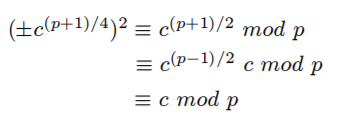 (±c^(p+1)/4)² ≡ c^(p+1)/2 mod p
≡ c^(p−1)/2 c mod p
≡ c mod p